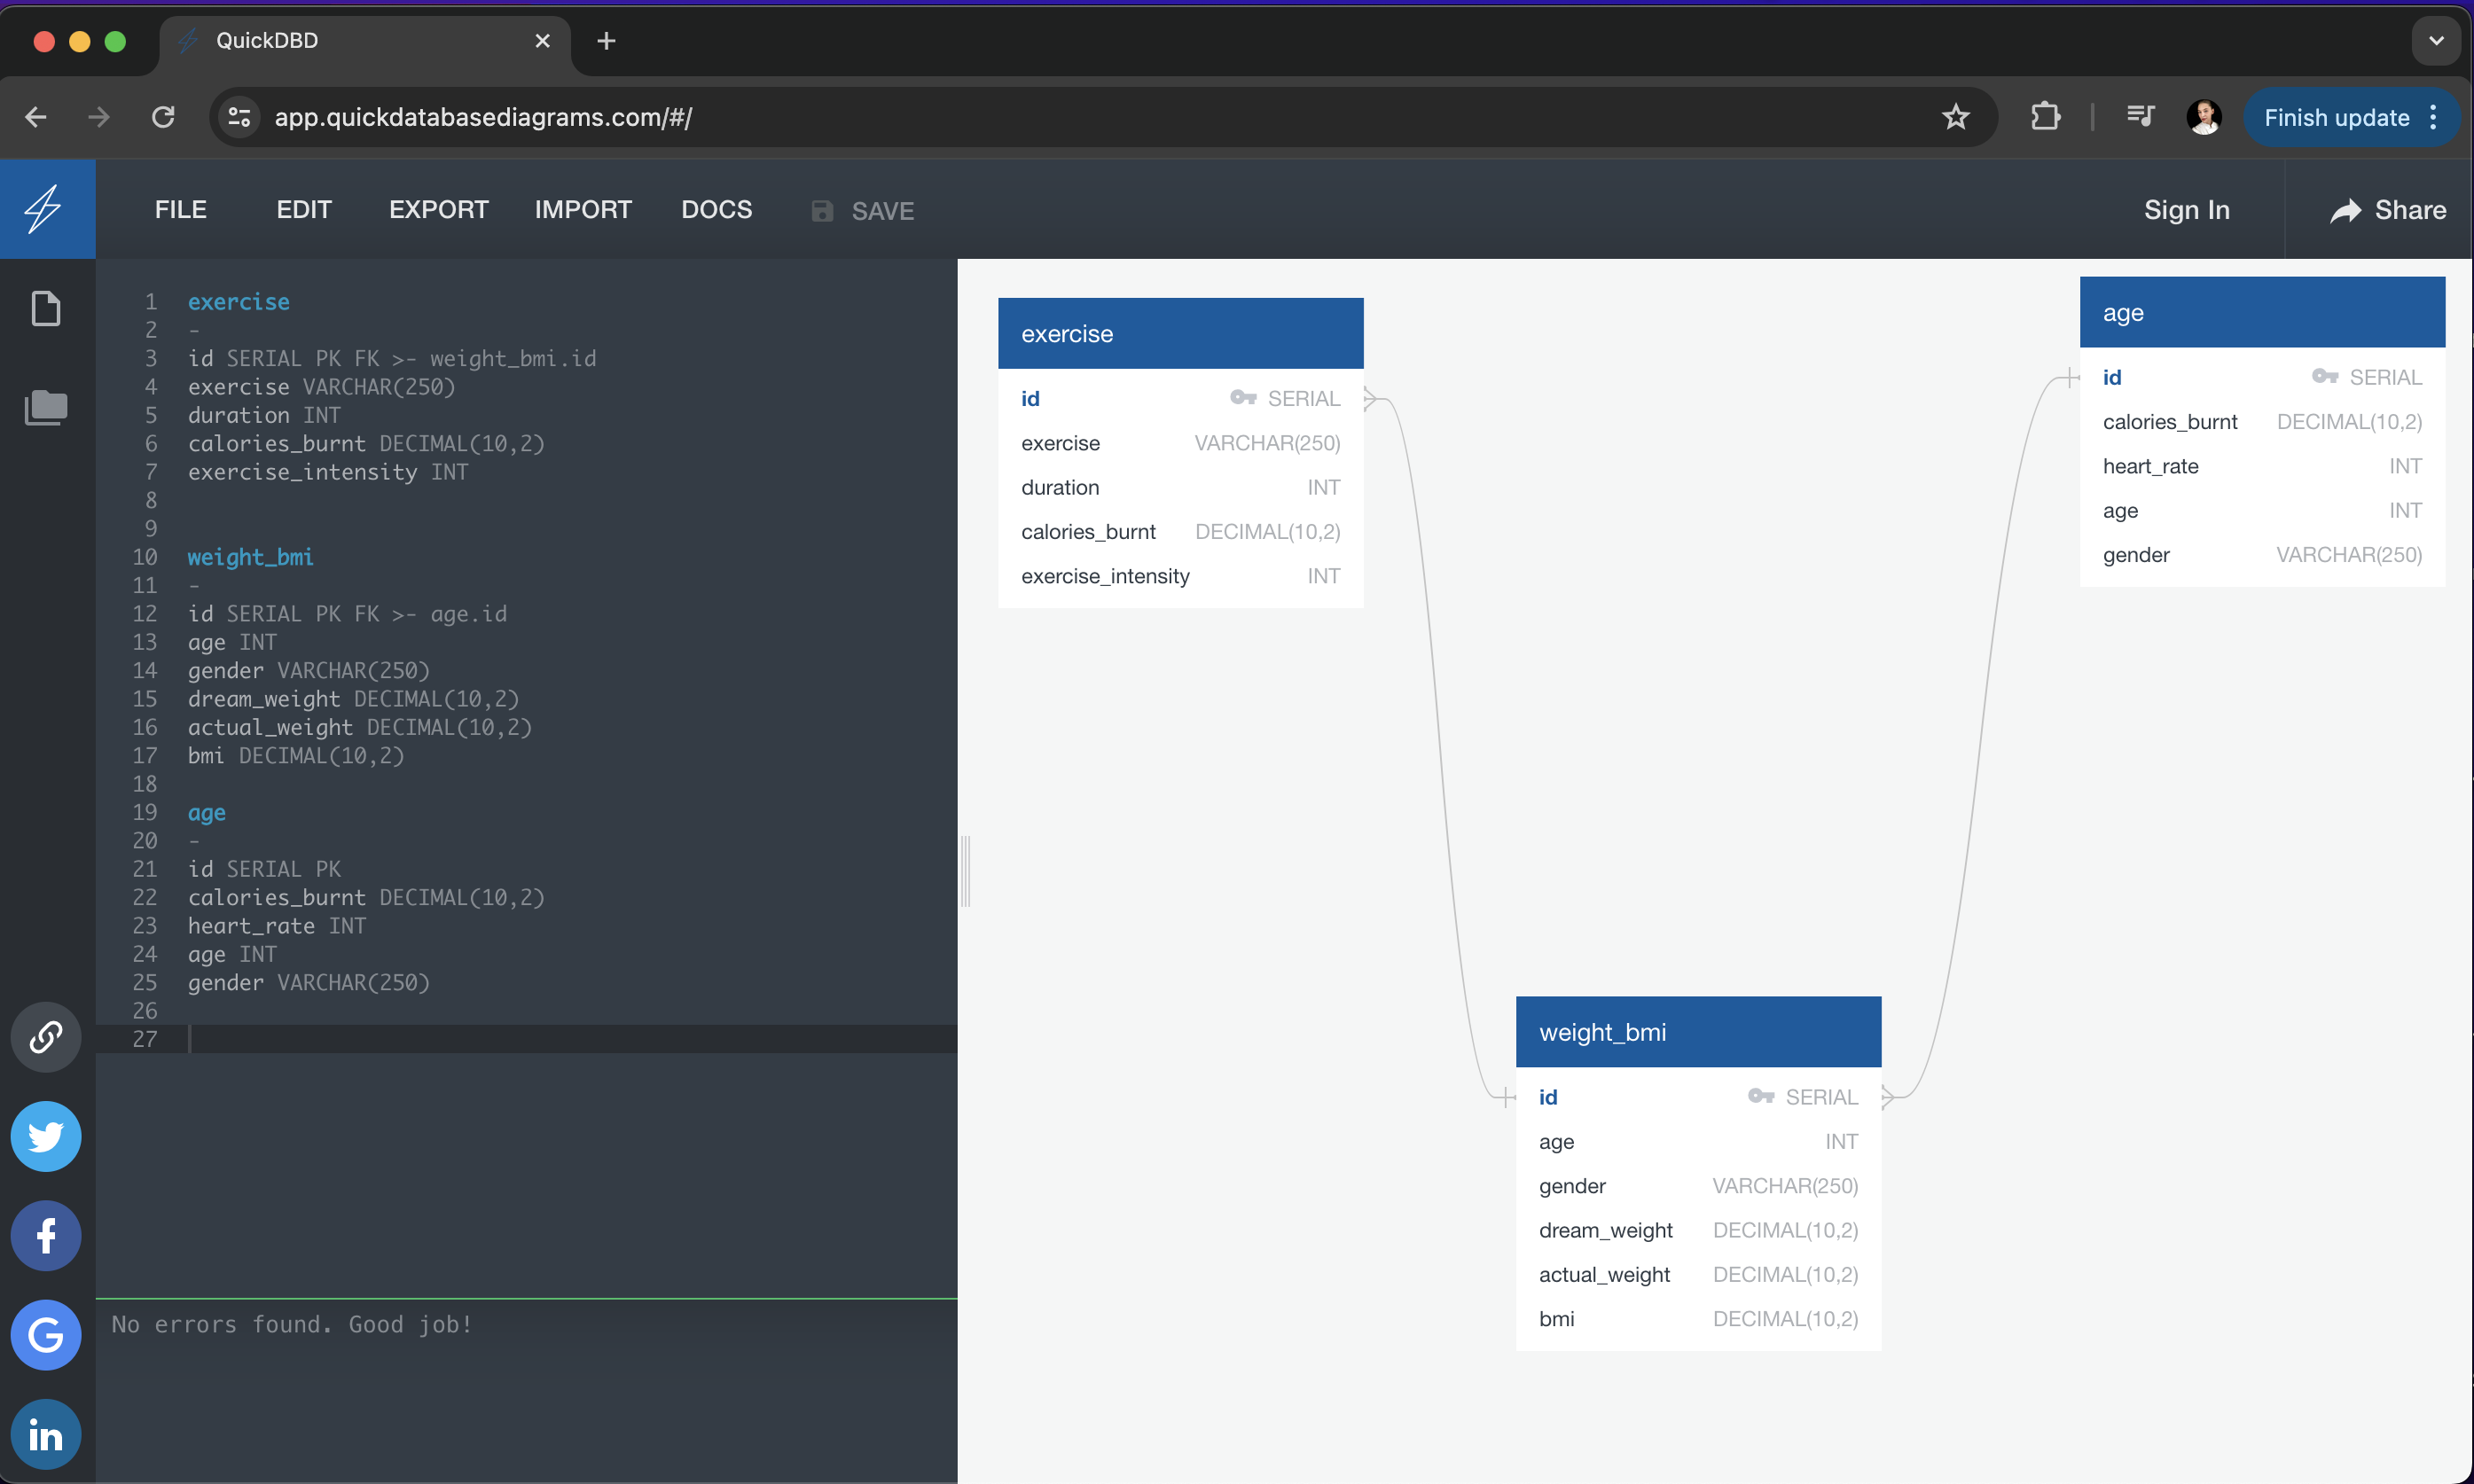 QuickDBD
app.quickdatabasediagrams.com/#/
Finish update
FILE EDIT EXPORT IMPORT DOCS SAVE Sign In Share
1 exercise
2 -
3 id SERIAL PK FK >- weight_bmi.id
4 exercise VARCHAR(250)
5 duration INT
6 calories_burnt DECIMAL(10,2)
7 exercise_intensity INT
8
9
10 weight_bmi
11 -
12 id SERIAL PK FK >- age.id
13 age INT
14 gender VARCHAR(250)
15 dream_weight DECIMAL(10,2)
16 actual_weight DECIMAL(10,2)
17 bmi DECIMAL(10,2)
18
19 age
20 -
21 id SERIAL PK
22 calories_burnt DECIMAL(10,2)
23 heart_rate INT
24 age INT
25 gender VARCHAR(250)
26
27
No errors found. Good job!
exercise
id SERIAL
exercise VARCHAR(250)
duration INT
calories_burnt DECIMAL(10,2)
exercise_intensity INT
age
id SERIAL
calories_burnt DECIMAL(10,2)
heart_rate INT
age INT
gender VARCHAR(250)
weight_bmi
id SERIAL
age INT
gender VARCHAR(250)
dream_weight DECIMAL(10,2)
actual_weight DECIMAL(10,2)
bmi DECIMAL(10,2)
f
G
in